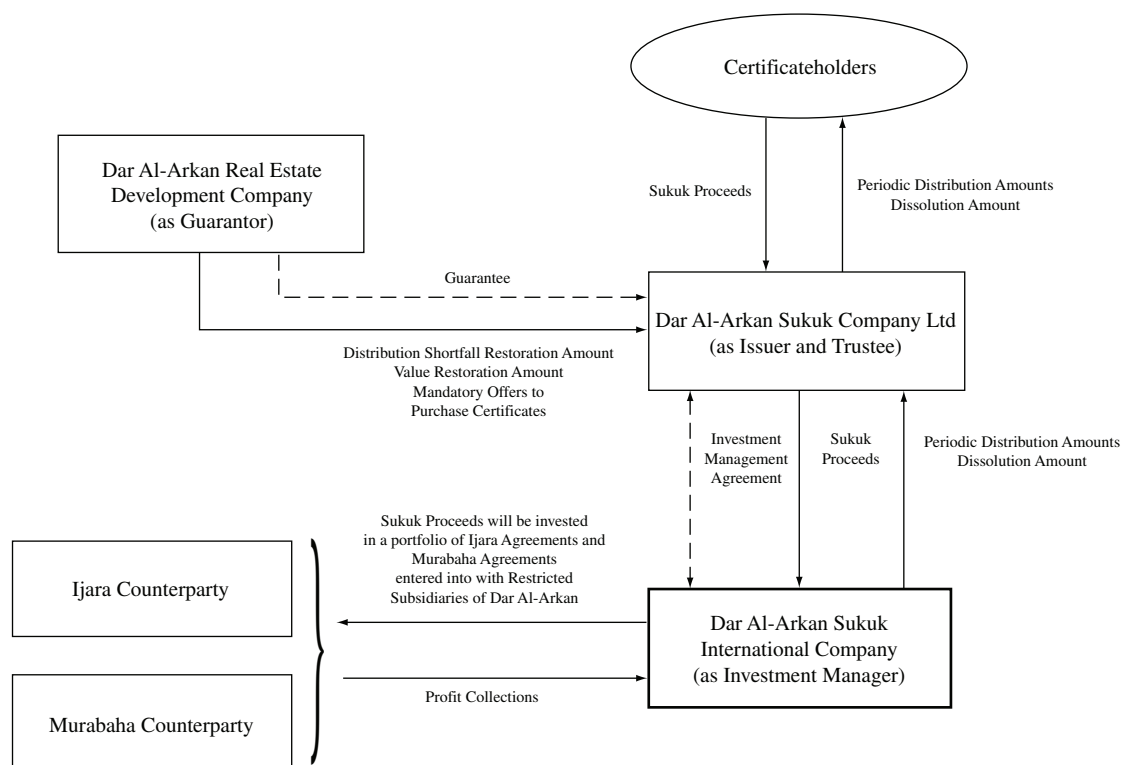 Certificateholders
Dar Al-Arkan Real Estate
Development Company
(as Guarantor)
Sukuk Proceeds
Periodic Distribution Amounts
Dissolution Amount
Guarantee
Dar Al-Arkan Sukuk Company Ltd
(as Issuer and Trustee)
Distribution Shortfall Restoration Amount
Value Restoration Amount
Mandatory Offers to
Purchase Certificates
Investment
Management
Agreement
Sukuk
Proceeds
Periodic Distribution Amounts
Dissolution Amount
Sukuk Proceeds will be invested
in a portfolio of Ijara Agreements and
Murabaha Agreements
entered into with Restricted
Subsidiaries of Dar Al-Arkan
Ijara Counterparty
Dar Al-Arkan Sukuk
International Company
(as Investment Manager)
Profit Collections
Murabaha Counterparty